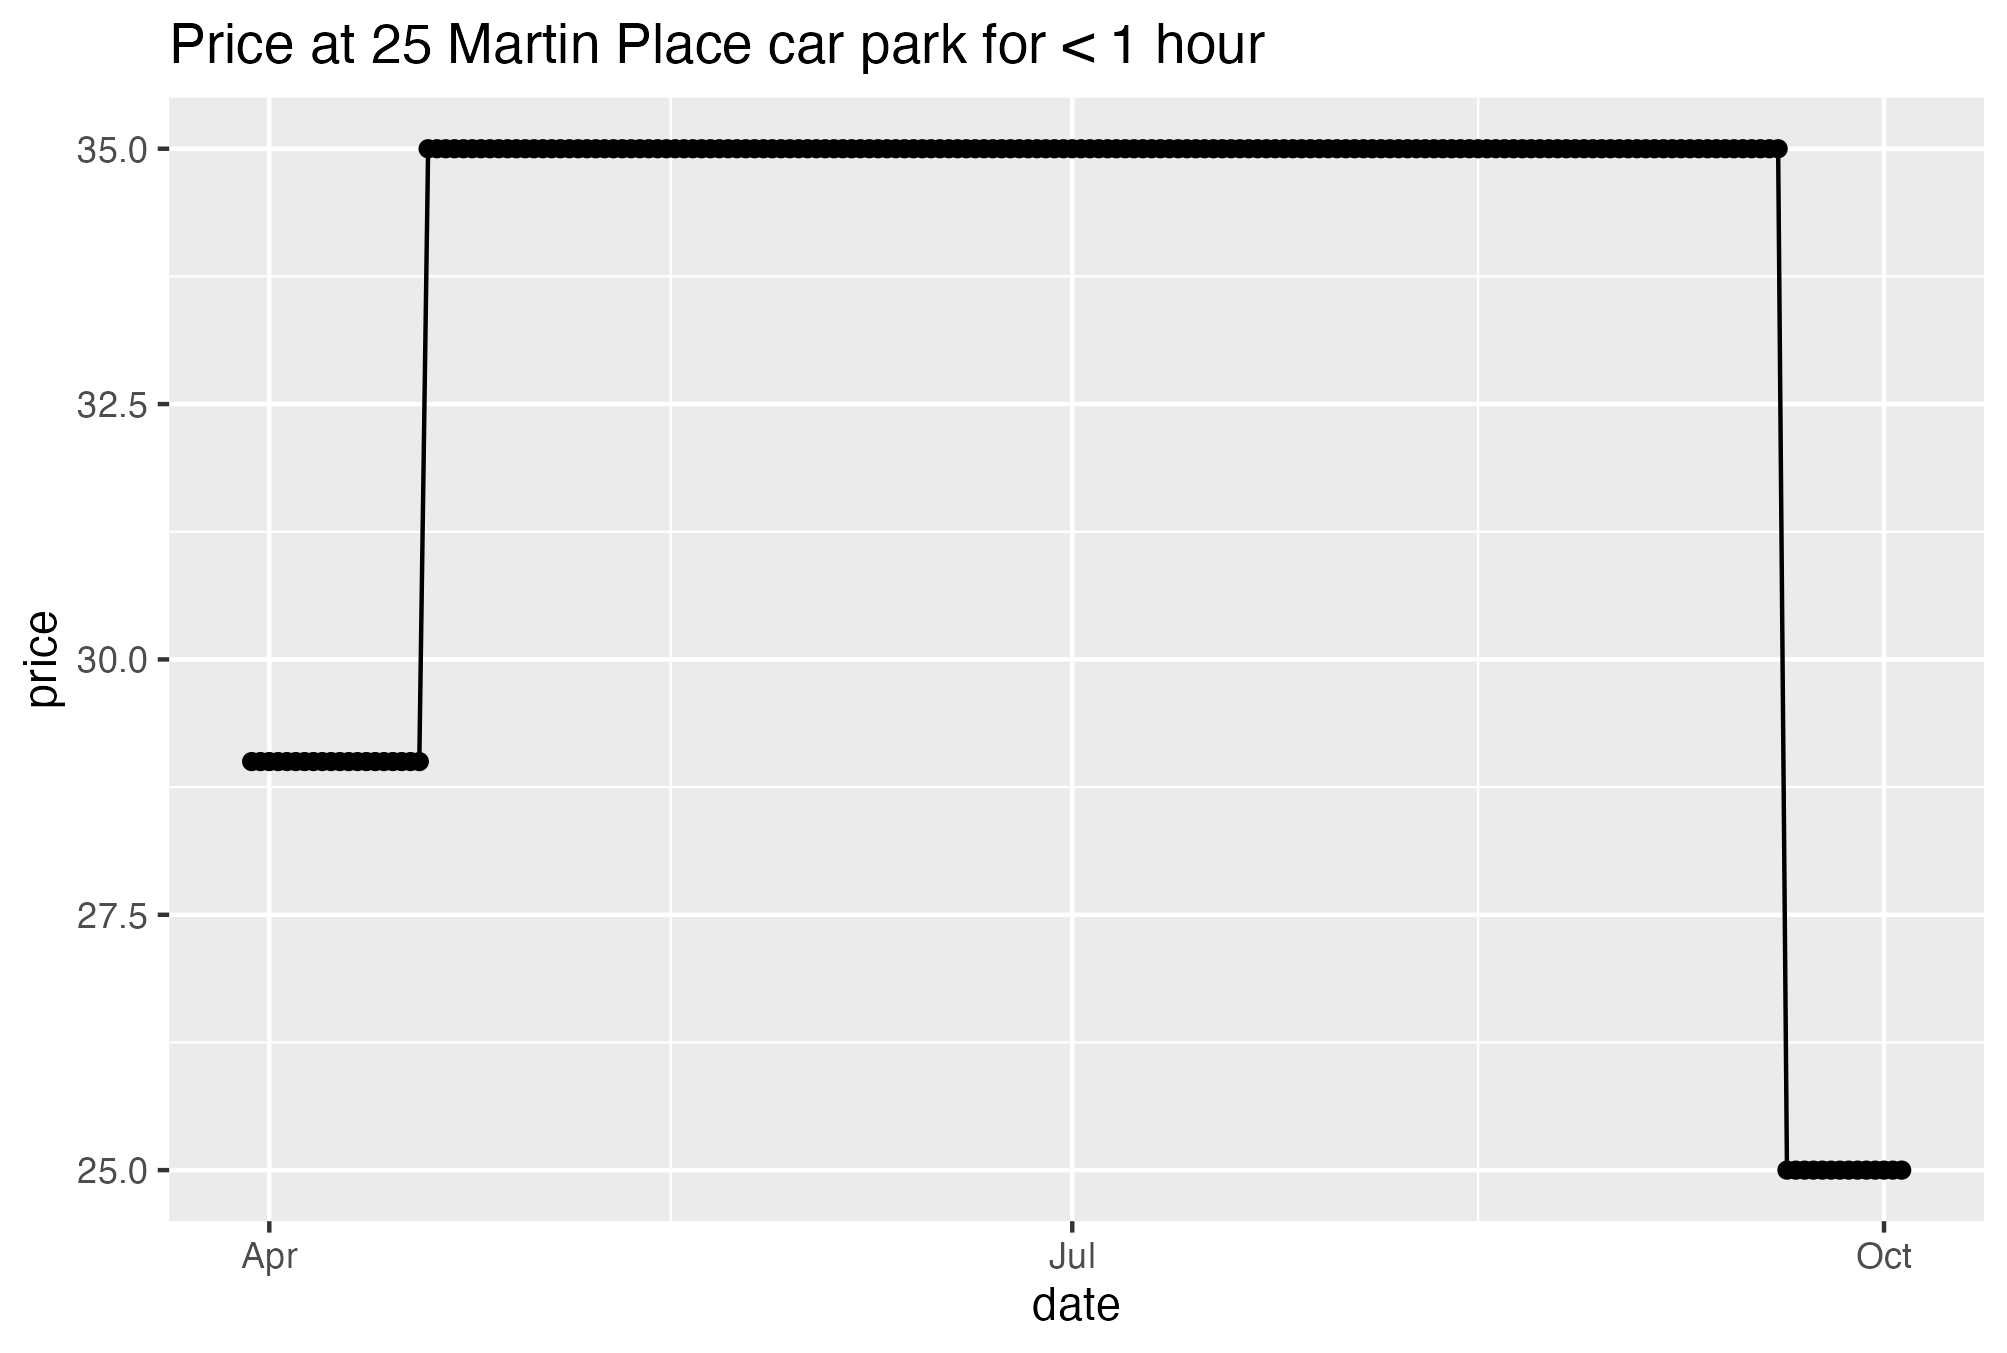 Price at 25 Martin Place car park for < 1 hour
price
35.0
32.5
30.0
27.5
25.0
Apr
Jul
Oct
date